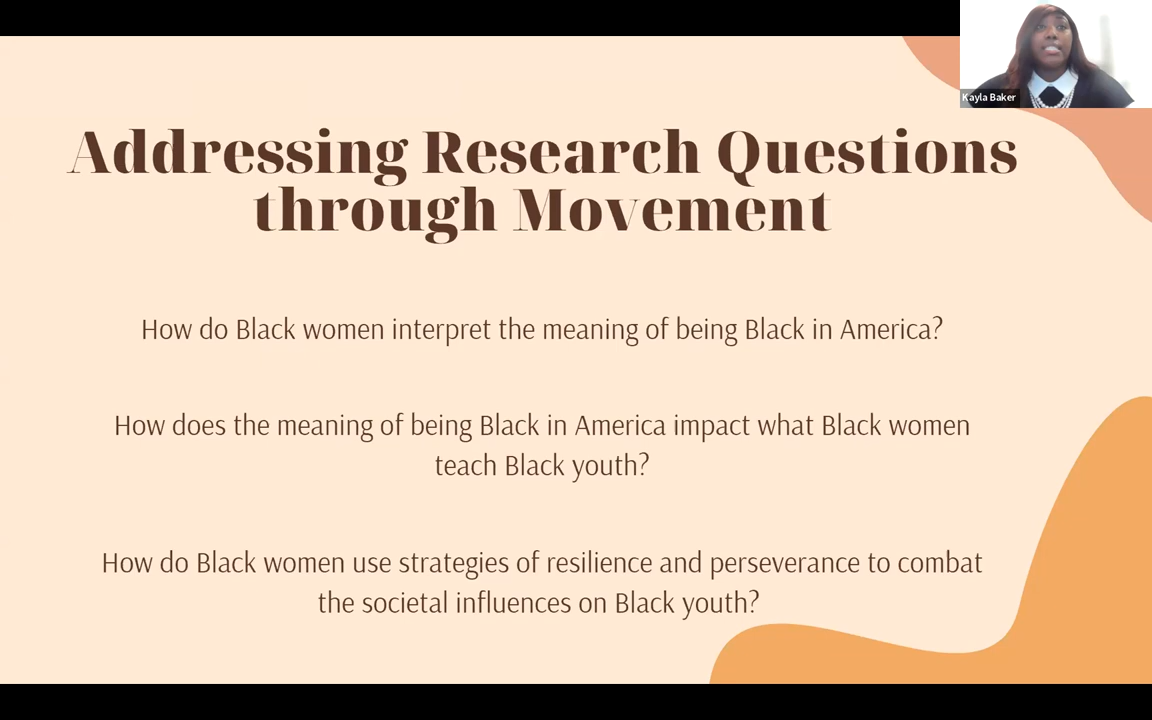 Kayla Baker
Addressing Research Questions
through Movement
How do Black women interpret the meaning of being Black in America?
How does the meaning of being Black in America impact what Black women
teach Black youth?
How do Black women use strategies of resilience and perseverance to combat
the societal influences on Black youth?